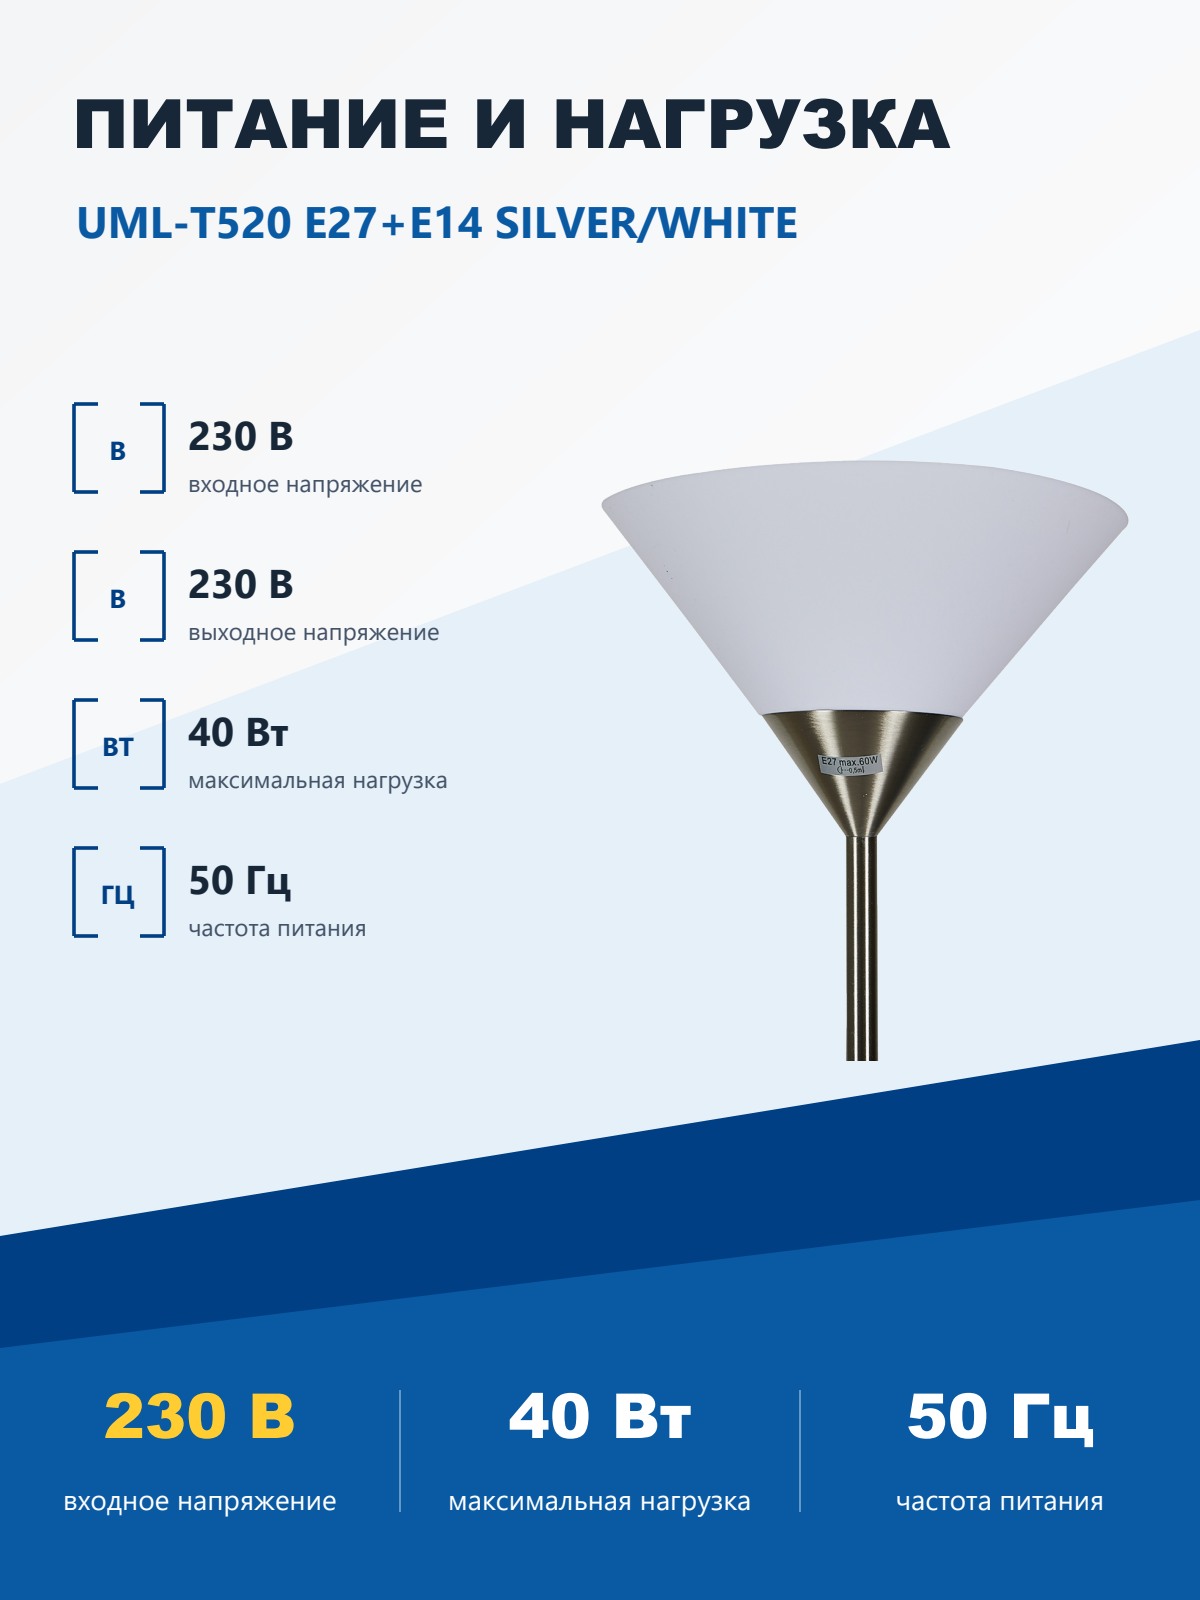 ПИТАНИЕ И НАГРУЗКА
UML-T520 E27+E14 SILVER/WHITE
В
230 В
входное напряжение
В
230 В
выходное напряжение
ВТ
40 Вт
максимальная нагрузка
ГЦ
50 Гц
частота питания
E27 max.60W
230 В
входное напряжение
40 Вт
максимальная нагрузка
50 Гц
частота питания